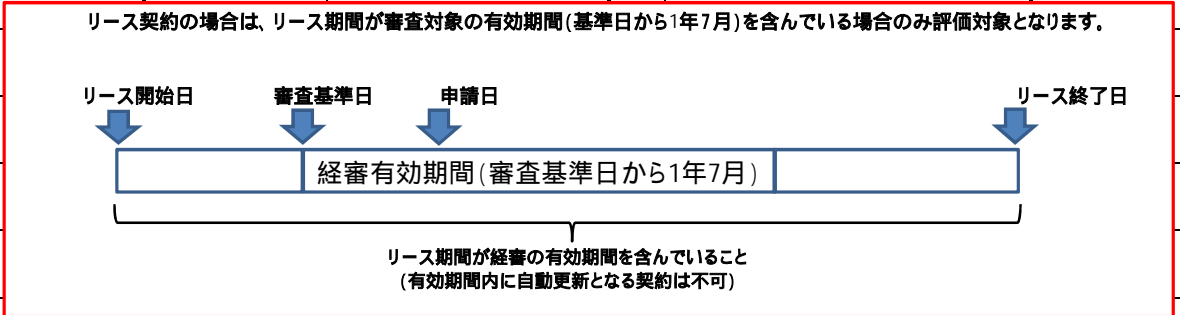 リース契約の場合は、リース期間が審査対象の有効期間(基準日から1年7月)を含んでいる場合のみ評価対象となります。
リース開始日 審査基準日 申請日 リース終了日
経審有効期間(審査基準日から1年7月)
リース期間が経審の有効期間を含んでいること
(有効期間内に自動更新となる契約は不可)